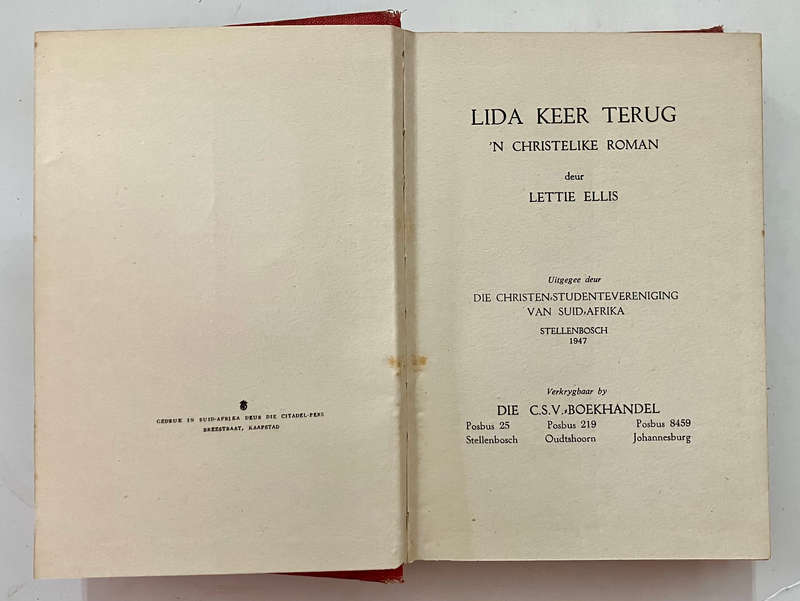 GEDRUK IN SUID-AFRIKA DEUR DIE CITADEL-PERS
BREESTRAAT, KAAPSTAD
LIDA KEER TERUG
'N CHRISTELIKE ROMAN
deur
LETTIE ELLIS
Uitgegee deur
DIE CHRISTEN-STUDENTEVERENIGING
VAN SUID-AFRIKA
STELLENBOSCH
1947
Verkrygbaar by
DIE C.S.V.-BOEKHANDEL
Posbus 25 Posbus 219 Posbus 8459
Stellenbosch Oudtshoorn Johannesburg